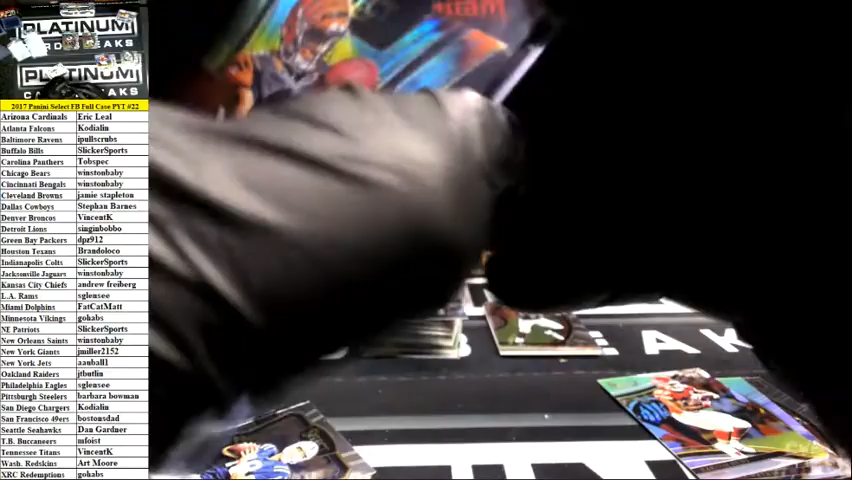 PLATINUM
PLATINUM
2017 Panini Select FB Full Case PYT #22
Arizona Cardinals Eric Leal
Atlanta Falcons Kodialin
Baltimore Ravens ipullscrubs
Buffalo Bills SlickerSports
Carolina Panthers Tobspec
Chicago Bears winstonbaby
Cincinnati Bengals winstonbaby
Cleveland Browns jamie stapleton
Dallas Cowboys Stephan Barnes
Denver Broncos VincentK
Detroit Lions singinbobbo
Green Bay Packers dpz912
Houston Texans Brandoloco
Indianapolis Colts SlickerSports
Jacksonville Jaguars winstonbaby
Kansas City Chiefs andrew freiberg
L.A. Rams sglensee
Miami Dolphins FatCatMatt
Minnesota Vikings gohabs
NE Patriots SlickerSports
New Orleans Saints winstonbaby
New York Giants jmiller2152
New York Jets aauball1
Oakland Raiders jtbutlin
Philadelphia Eagles sglensee
Pittsburgh Steelers barbara bowman
San Diego Chargers Kodialin
San Francisco 49ers bostonsdad
Seattle Seahawks Dan Gardner
T.B. Buccaneers mfoist
Tennessee Titans VincentK
Wash. Redskins Art Moore
XRC Redemptions gohabs